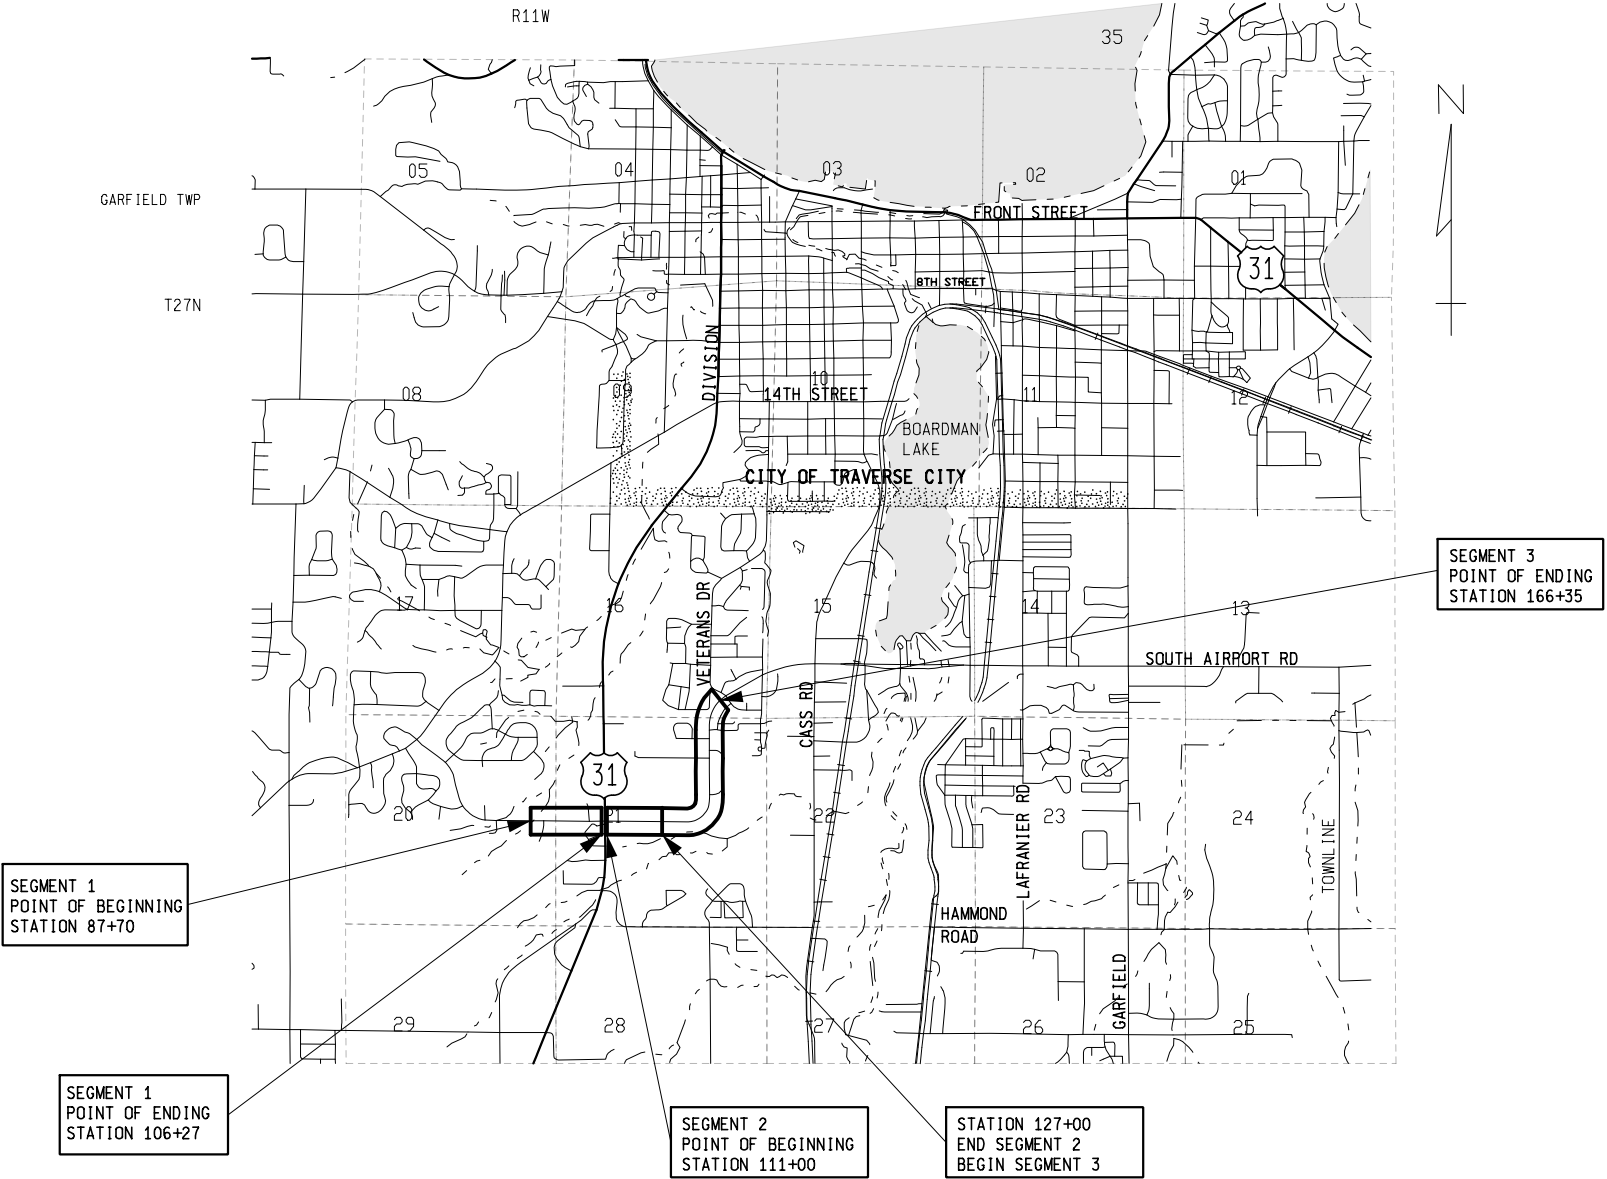 R11W
35
N
05
04
03
02
01
GARFIELD TWP
FRONT STREET
31
8TH STREET
T27N
DIVISION
08
09
10
14TH STREET
11
12
BOARDMAN
LAKE
CITY OF TRAVERSE CITY
SEGMENT 3
POINT OF ENDING
STATION 166+35
17
16
VETERANS DR
15
14
13
SOUTH AIRPORT RD
CASS RD
31
20
21
22
23
24
LAFRANIER RD
TOWNLINE
SEGMENT 1
POINT OF BEGINNING
STATION 87+70
HAMMOND
ROAD
GARFIELD
29
28
27
26
25
SEGMENT 1
POINT OF ENDING
STATION 106+27
SEGMENT 2
POINT OF BEGINNING
STATION 111+00
STATION 127+00
END SEGMENT 2
BEGIN SEGMENT 3